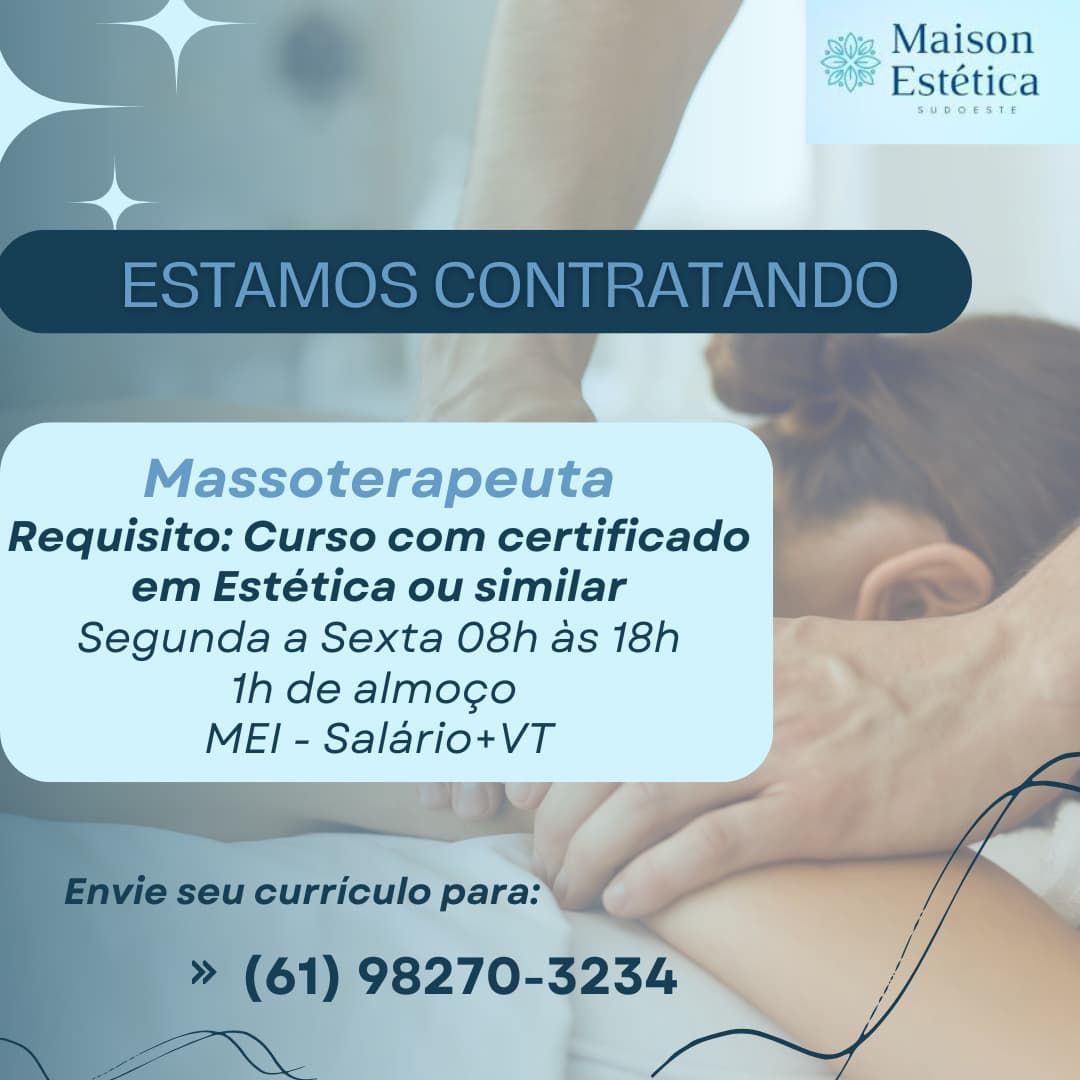 Maison
Estética
SUDOESTE
ESTAMOS CONTRATANDO
Massoterapeuta
Requisito: Curso com certificado
em Estética ou similar
Segunda a Sexta 08h às 18h
1h de almoço
MEI - Salário+VT
Envie seu currículo para:
» (61) 98270-3234